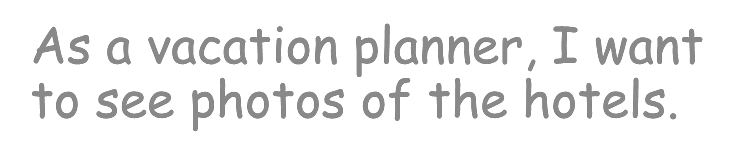 As a vacation planner, I want
to see photos of the hotels.